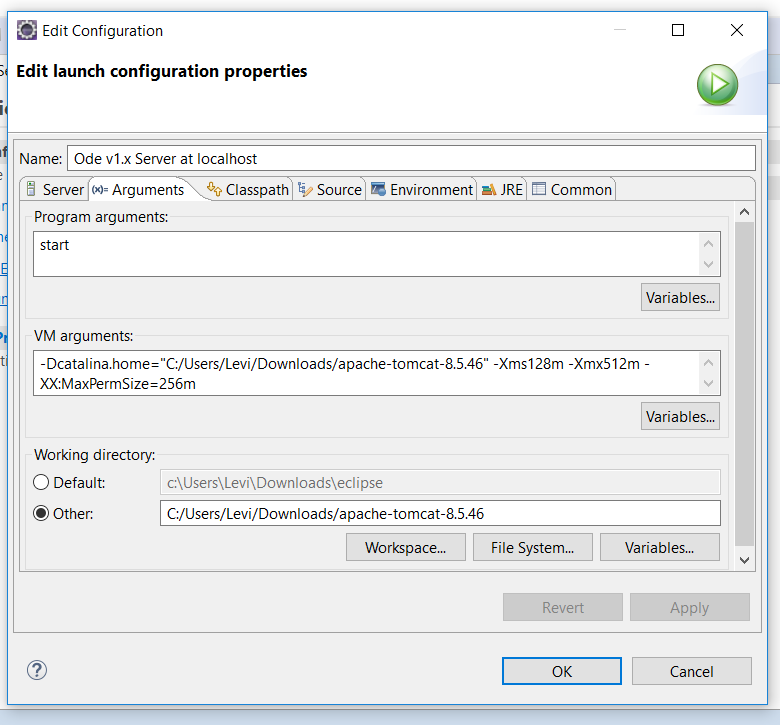 Edit Configuration
Edit launch configuration properties
Name: Ode v1.x Server at localhost
Server (x)= Arguments Classpath Source Environment JRE Common
Program arguments:
start
Variables...
VM arguments:
-Dcatalina.home="C:/Users/Levi/Downloads/apache-tomcat-8.5.46" -Xms128m -Xmx512m -
XX:MaxPermSize=256m
Variables...
Working directory:
Default: c:\Users\Levi\Downloads\eclipse
Other: C:/Users/Levi/Downloads/apache-tomcat-8.5.46
Workspace... File System... Variables...
Revert Apply
? OK Cancel